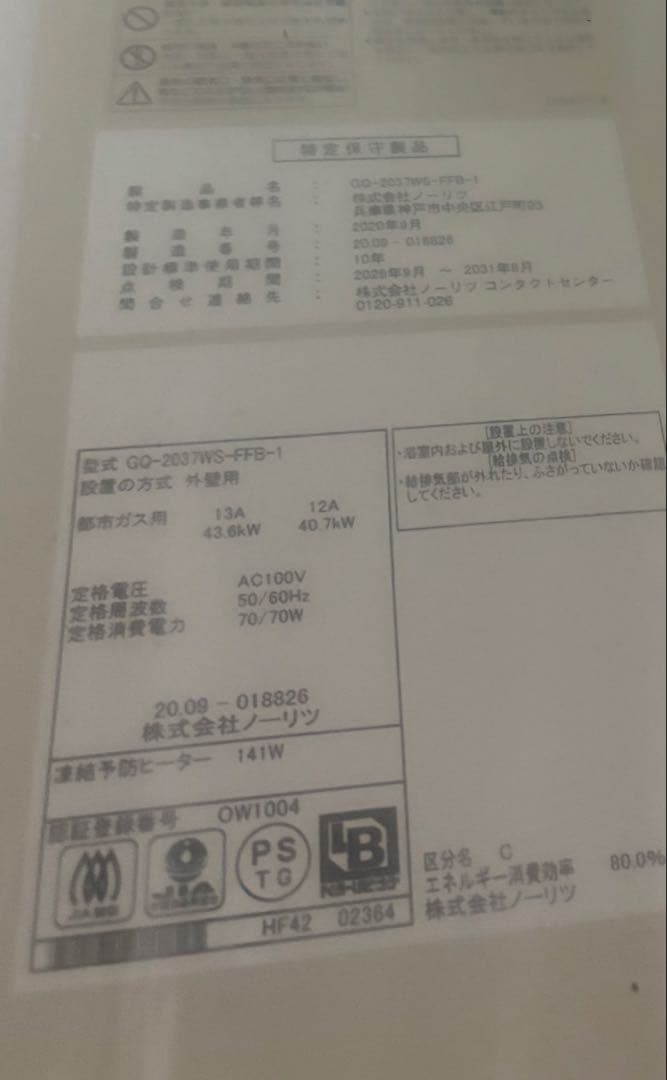 特定保守製品
製品名 : GQ-2037WS-FFB-1
特定製造事業者等名 : 株式会社ノーリツ
兵庫県神戸市中央区江戸町93
製造年月 : 2020年9月
製造番号 : 20.09 - 018826
設計標準使用期間 : 10年
点検期間 : 2029年9月 ～ 2031年8月
問合せ連絡先 : 株式会社ノーリツ コンタクトセンター
0120-911-026
型式 GQ-2037WS-FFB-1
設置の方式 外壁用
都市ガス用 13A 12A
43.6kW 40.7kW
定格電圧 AC100V
定格周波数 50/60Hz
定格消費電力 70/70W
20.09 - 018826
株式会社ノーリツ
凍結予防ヒーター 141W
認証登録番号 OW1004
PS
TG
LB
HF42 02364
[設置上の注意]
・浴室内および屋外に設置しないでください。
[給排気の点検]
・給排気部が外れたり、ふさがっていないか確認
してください。
区分名 C
エネルギー消費効率 80.0%
株式会社ノーリツ